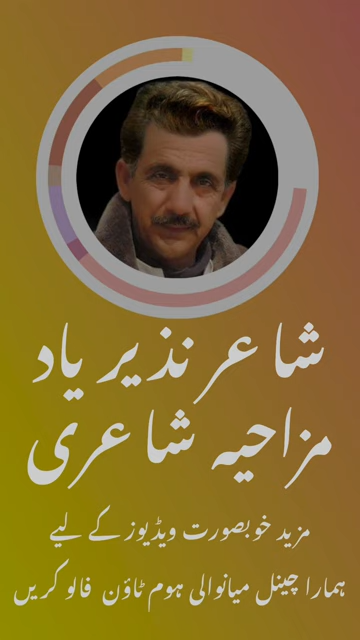 شاعر نذیر یاد
مزاحیہ شاعری
مزید خوبصورت ویڈیوز کے لیے
ہمارا چینل میانوالی ہوم ٹاؤن فالو کریں